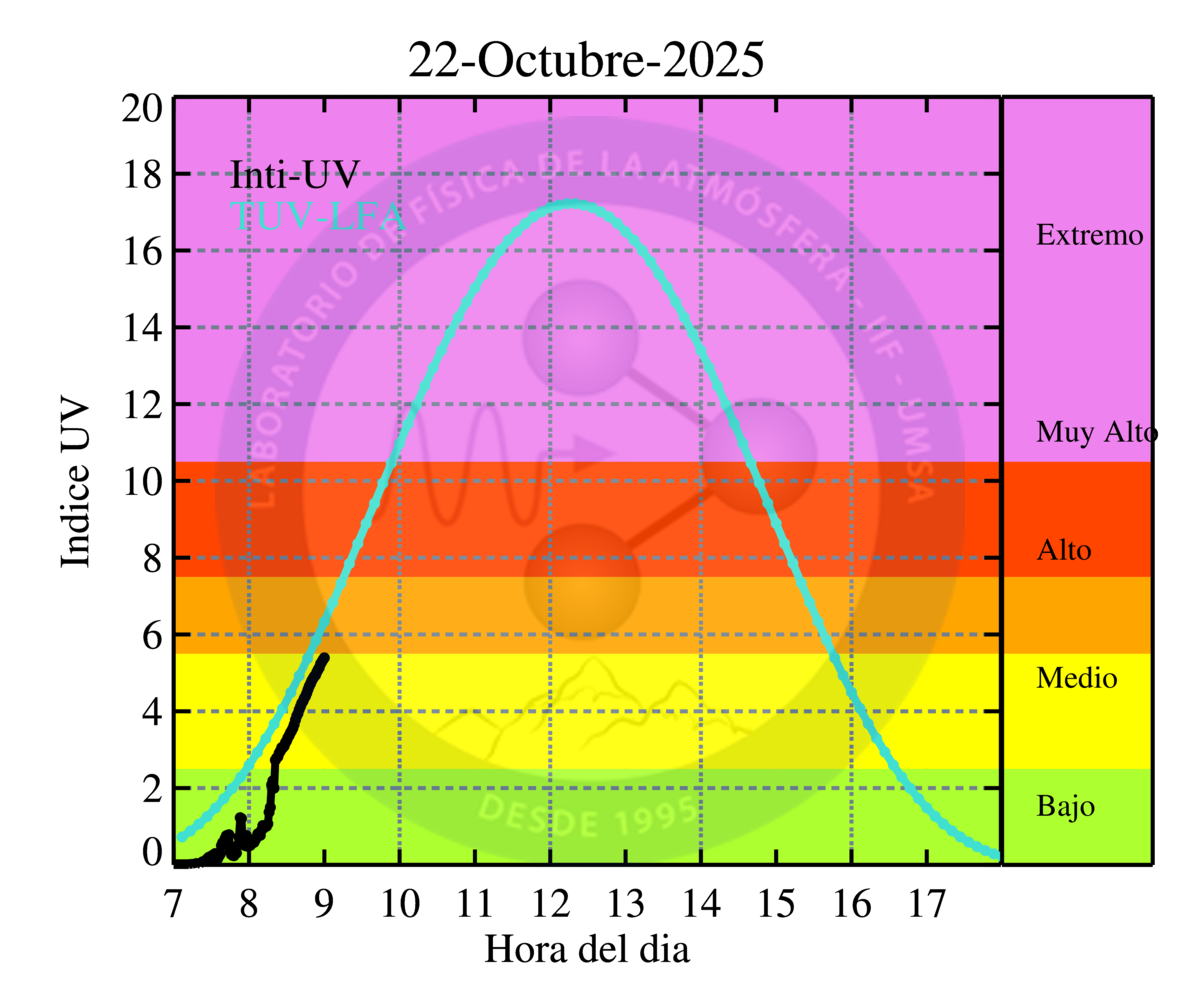 22-Octubre-2025
Indice UV
20
18
16
14
12
10
8
6
4
2
0
Inti-UV
TUV-LFA
LABORATORIO DE FÍSICA DE LA ATMÓSFERA - IIF - UMSA
DESDE 1995
Extremo
Muy Alto
Alto
Medio
Bajo
7 8 9 10 11 12 13 14 15 16 17
Hora del dia